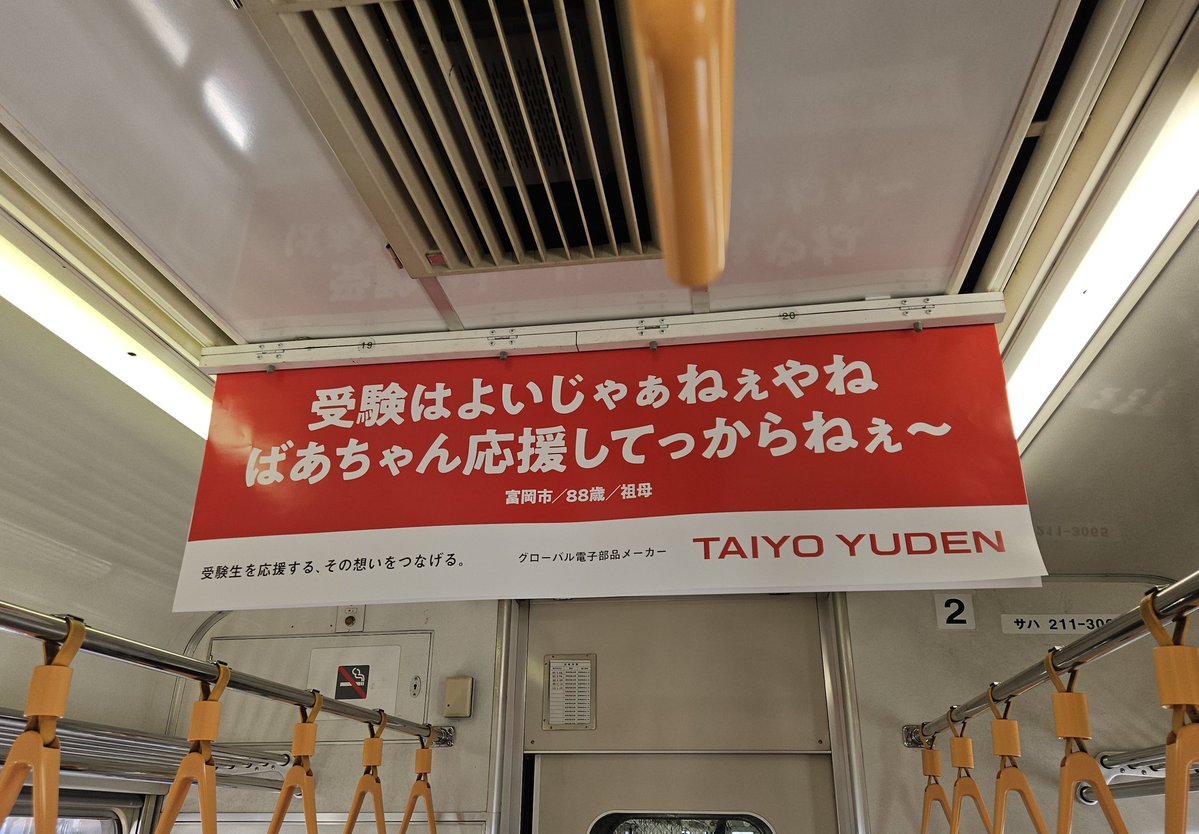 19
20
受験はよいじゃぁねぇやね
ばあちゃん応援してっからねぇ～
富岡市／88歳／祖母
受験生を応援する、その想いをつなげる。
グローバル電子部品メーカー
TAIYO YUDEN
2
サハ 211-30